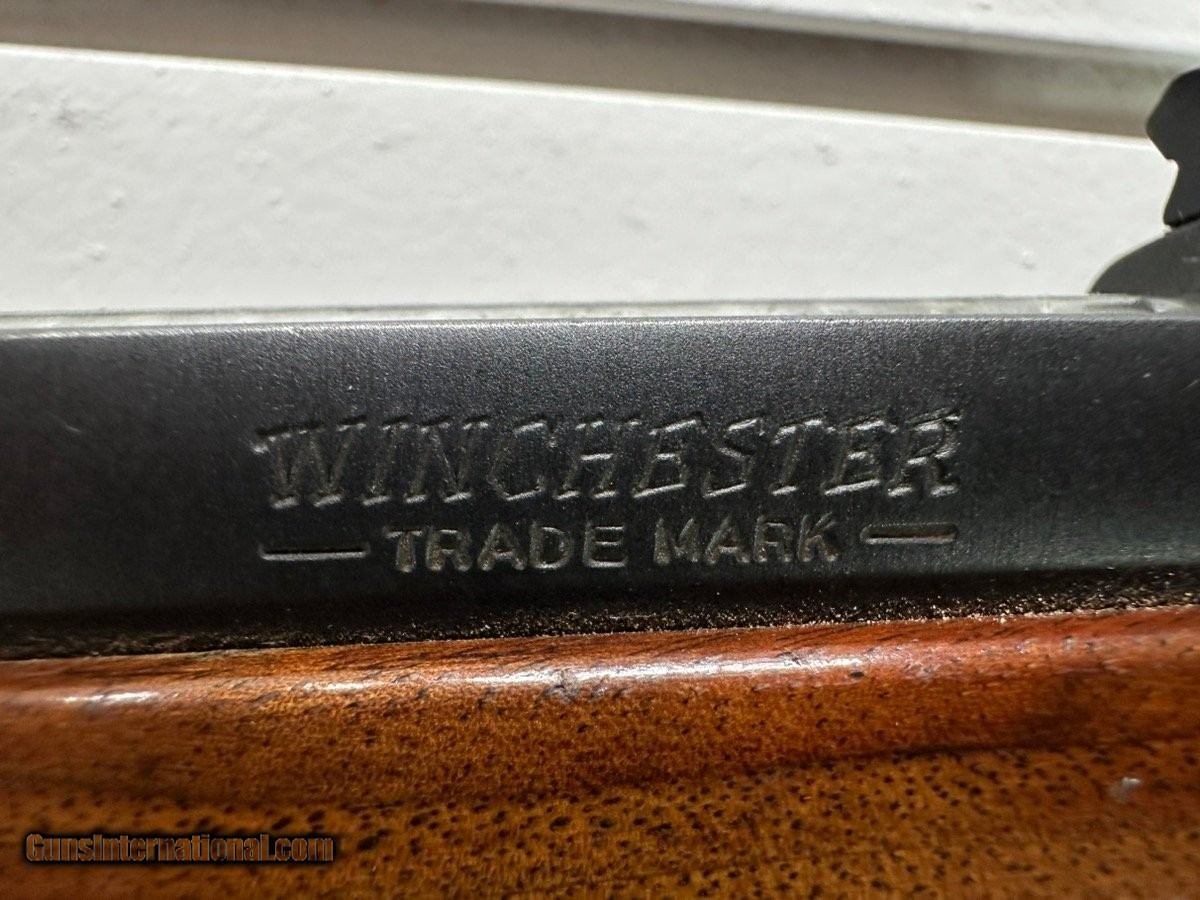 WINCHESTER
— TRADE MARK —
GunsInternational.com